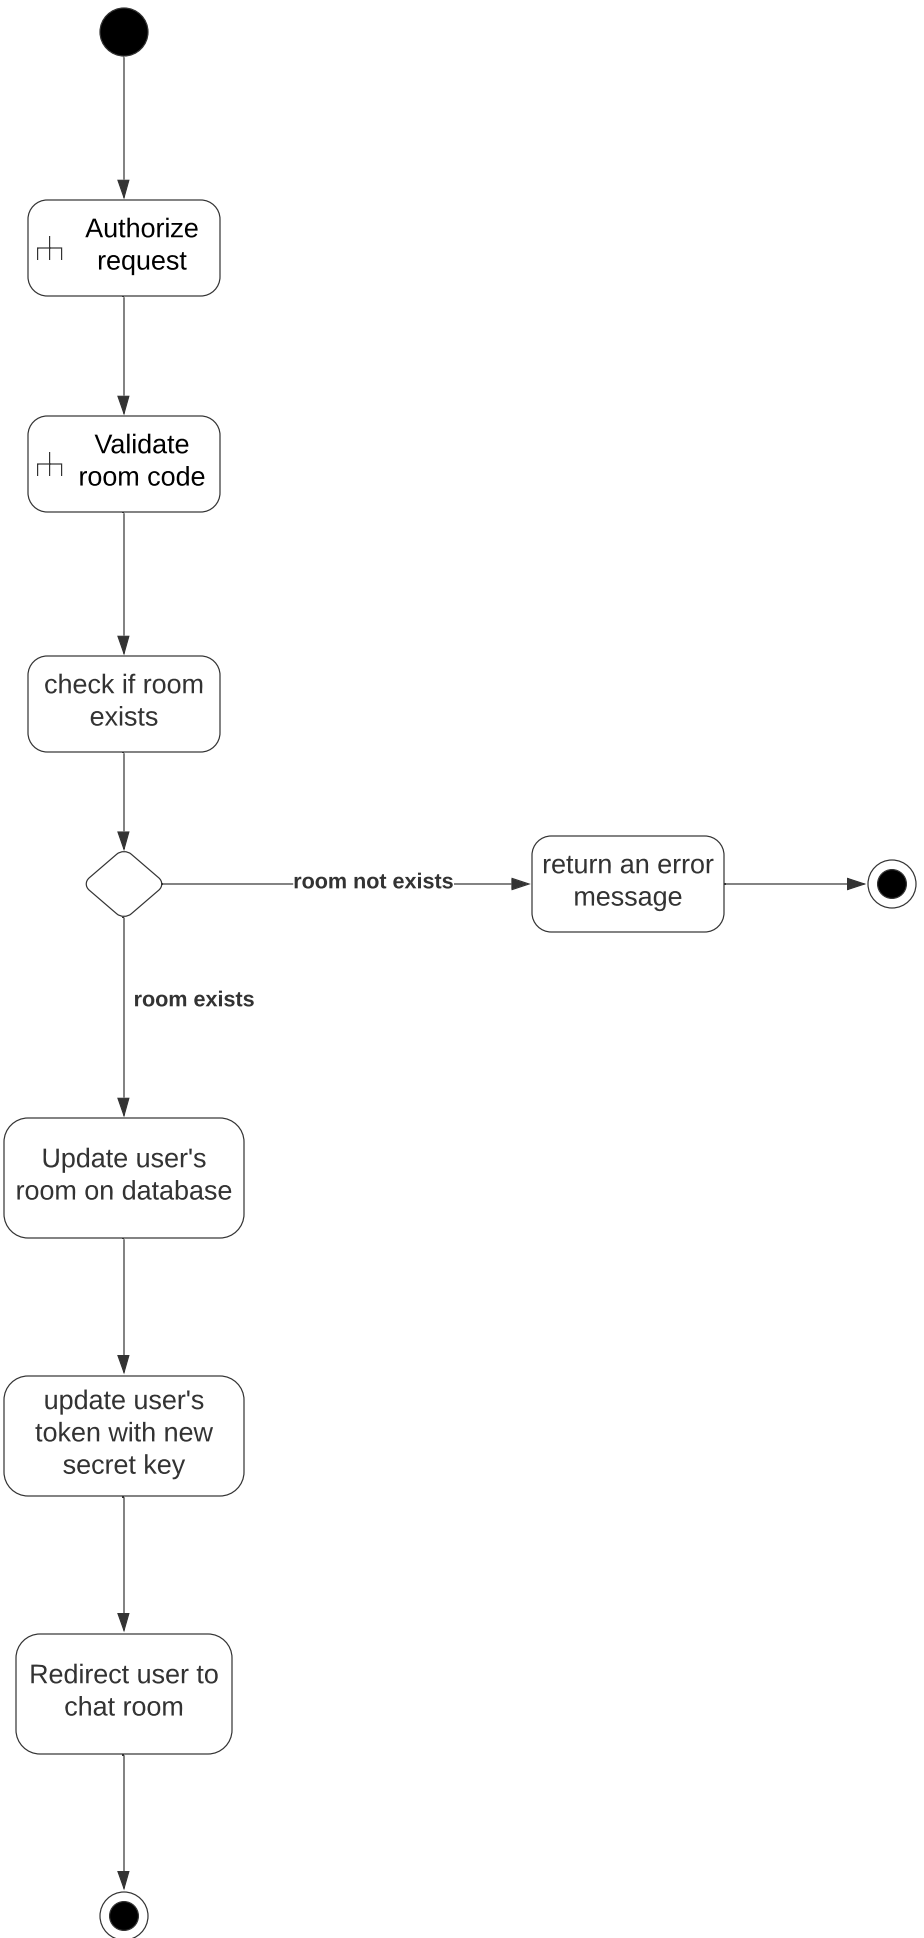 Authorize
request
Validate
room code
check if room
exists
room not exists
return an error
message
room exists
Update user's
room on database
update user's
token with new
secret key
Redirect user to
chat room